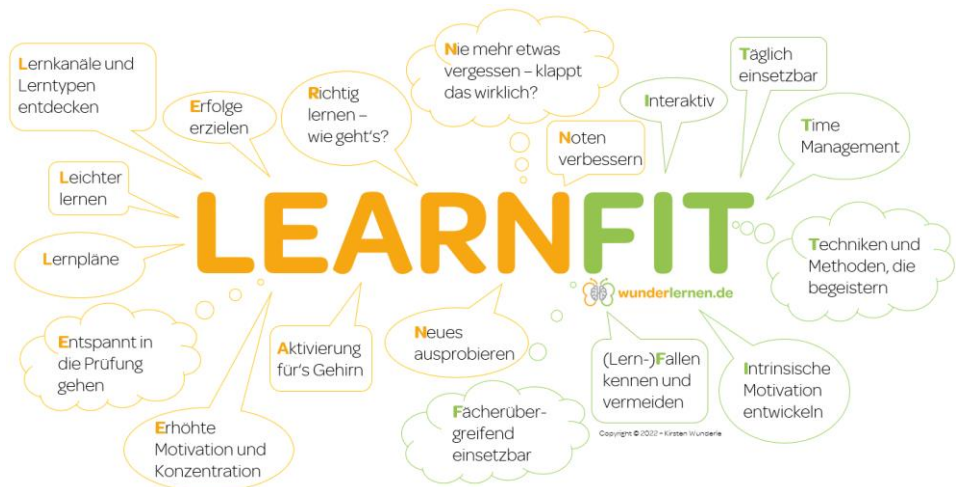 Lernkanäle und
Lerntypen
entdecken
Erfolge
erzielen
Richtig
lernen –
wie geht's?
Nie mehr etwas
vergessen – klappt
das wirklich?
Noten
verbessern
Interaktiv
Täglich
einsetzbar
Time
Management
Leichter
lernen
LEARNFIT
wunderlernen.de
Lernpläne
Techniken und
Methoden, die
begeistern
Entspannt in
die Prüfung
gehen
Aktivierung
für's Gehirn
Neues
ausprobieren
(Lern-)Fallen
kennen und
vermeiden
Intrinsische
Motivation
entwickeln
Erhöhte
Motivation und
Konzentration
Fächerüber-
greifend
einsetzbar
Copyright © 2022 – Kirsten Wunderle